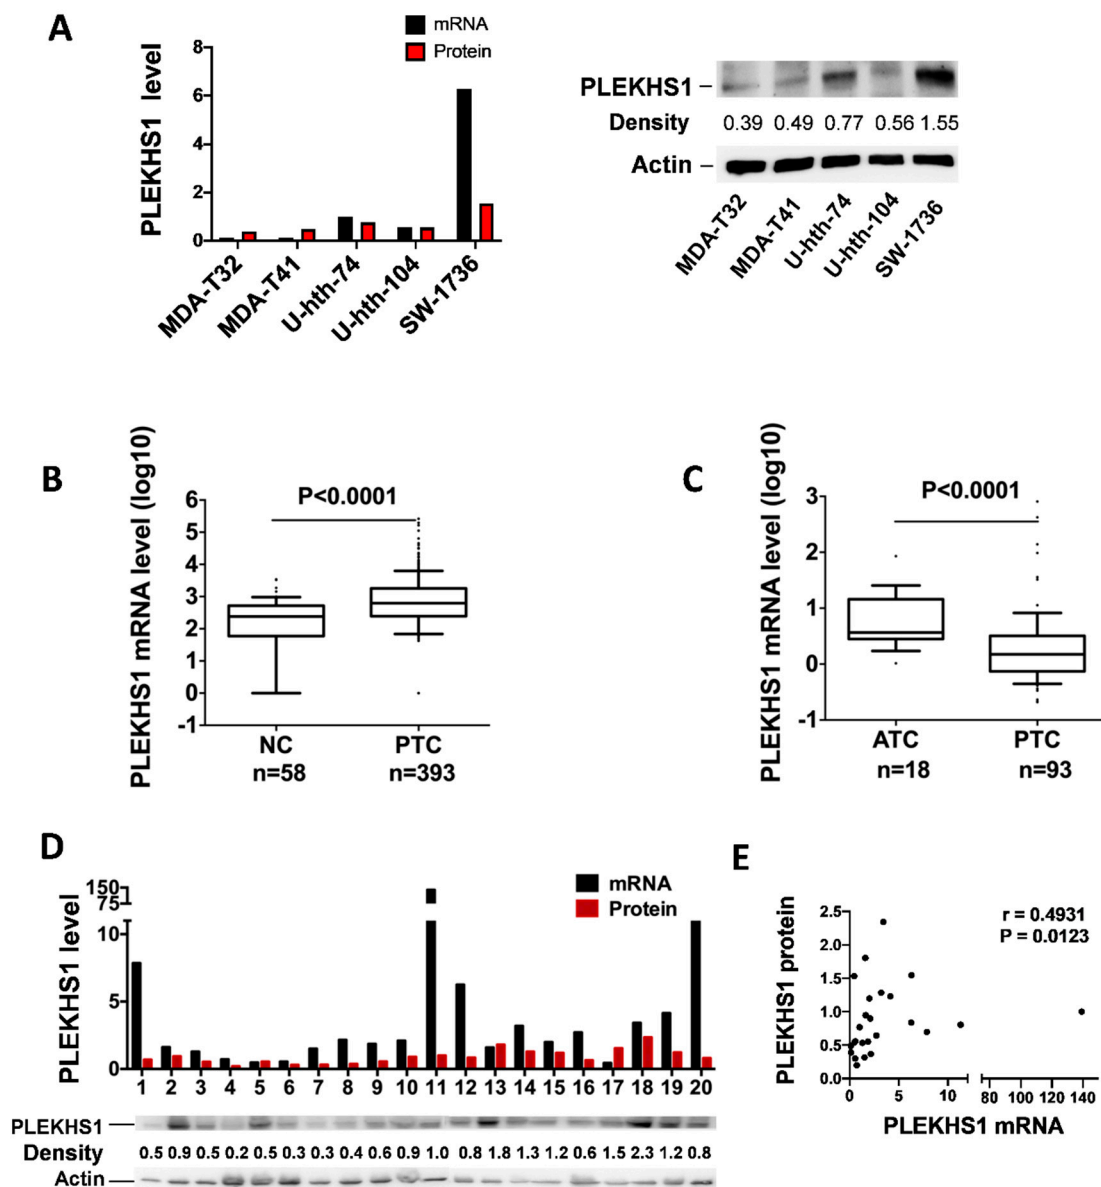 A
mRNA
Protein
PLEKHS1 level
8
6
4
2
0
MDA-T32
MDA-T41
U-hth-74
U-hth-104
SW-1736
PLEKHS1
Density
0.39 0.49 0.77 0.56 1.55
Actin
MDA-T32
MDA-T41
U-hth-74
U-hth-104
SW-1736
B
PLEKHS1 mRNA level (log10)
P<0.0001
6
5
4
3
2
1
0
-1
NC
PTC
n=58
n=393
C
PLEKHS1 mRNA level (log10)
P<0.0001
3
2
1
0
-1
ATC
PTC
n=18
n=93
D
PLEKHS1 level
mRNA
Protein
150
75
10
5
0
1 2 3 4 5 6 7 8 9 10 11 12 13 14 15 16 17 18 19 20
PLEKHS1
Density 0.5 0.9 0.5 0.2 0.5 0.3 0.3 0.4 0.6 0.9 1.0 0.8 1.8 1.3 1.2 0.6 1.5 2.3 1.2 0.8
Actin
E
PLEKHS1 protein
r = 0.4931
P = 0.0123
2.5
2.0
1.5
1.0
0.5
0.0
0 5 10 80 100 120 140
PLEKHS1 mRNA